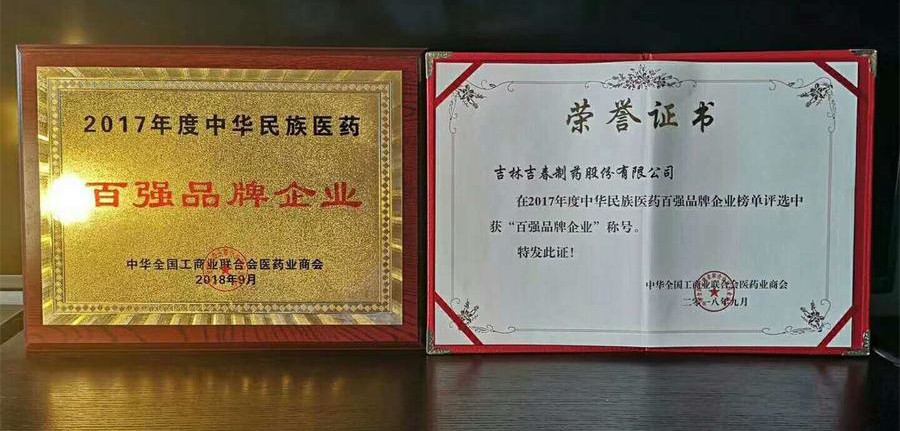 2017年度中华民族医药
百强品牌企业
中华全国工商业联合会医药业商会
2018年9月
荣誉证书
吉林吉春制药股份有限公司
在2017年度中华民族医药百强品牌企业榜单评选中
获“百强品牌企业”称号。
特发此证！
中华全国工商业联合会医药业商会
二〇一八年九月